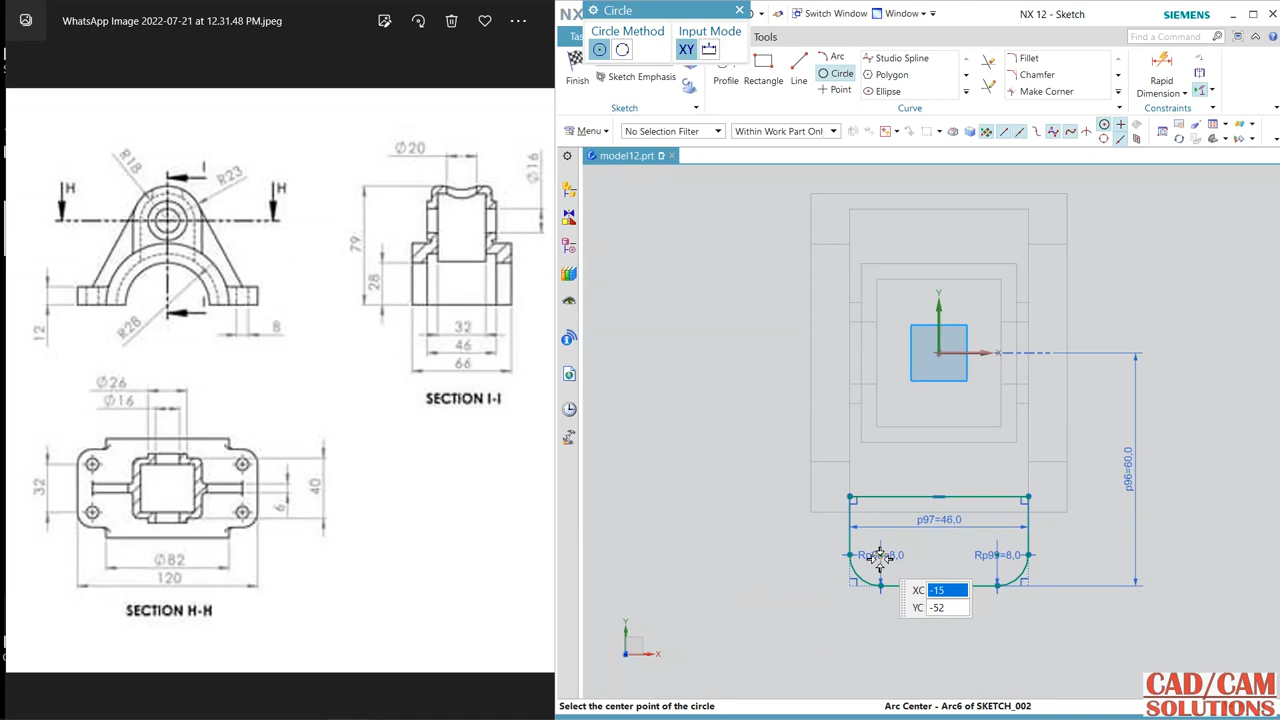 WhatsApp Image 2022-07-21 at 12.31.48 PM.jpeg
R18
I
R23
H
H
12
R28
I
8
Ø20
Ø16
79
28
32
46
66
SECTION I-I
Ø26
Ø16
32
40
6
Ø82
120
SECTION H-H
NX
Switch Window
Window
NX 12 - Sketch
SIEMENS
Circle
Circle Method
Input Mode
XY
Tools
Find a Command
Finish
Sketch Emphasis
Sketch
Profile
Rectangle
Line
Arc
Circle
Point
Studio Spline
Polygon
Ellipse
Curve
Fillet
Chamfer
Make Corner
Rapid
Dimension
Constraints
Menu
No Selection Filter
Within Work Part Only
model12.prt
Y
X
p96=60,0
p97=46,0
Rp99=8,0
XC -15
YC -52
Y
X
Select the center point of the circle
Arc Center - Arc6 of SKETCH_002
CAD/CAM
SOLUTIONS